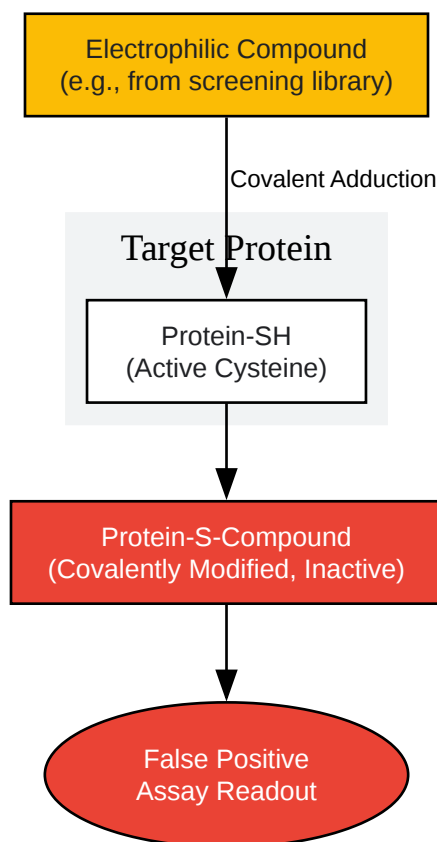 Electrophilic Compound
(e.g., from screening library)
Covalent Adduction
Target Protein
Protein-SH
(Active Cysteine)
Protein-S-Compound
(Covalently Modified, Inactive)
False Positive
Assay Readout